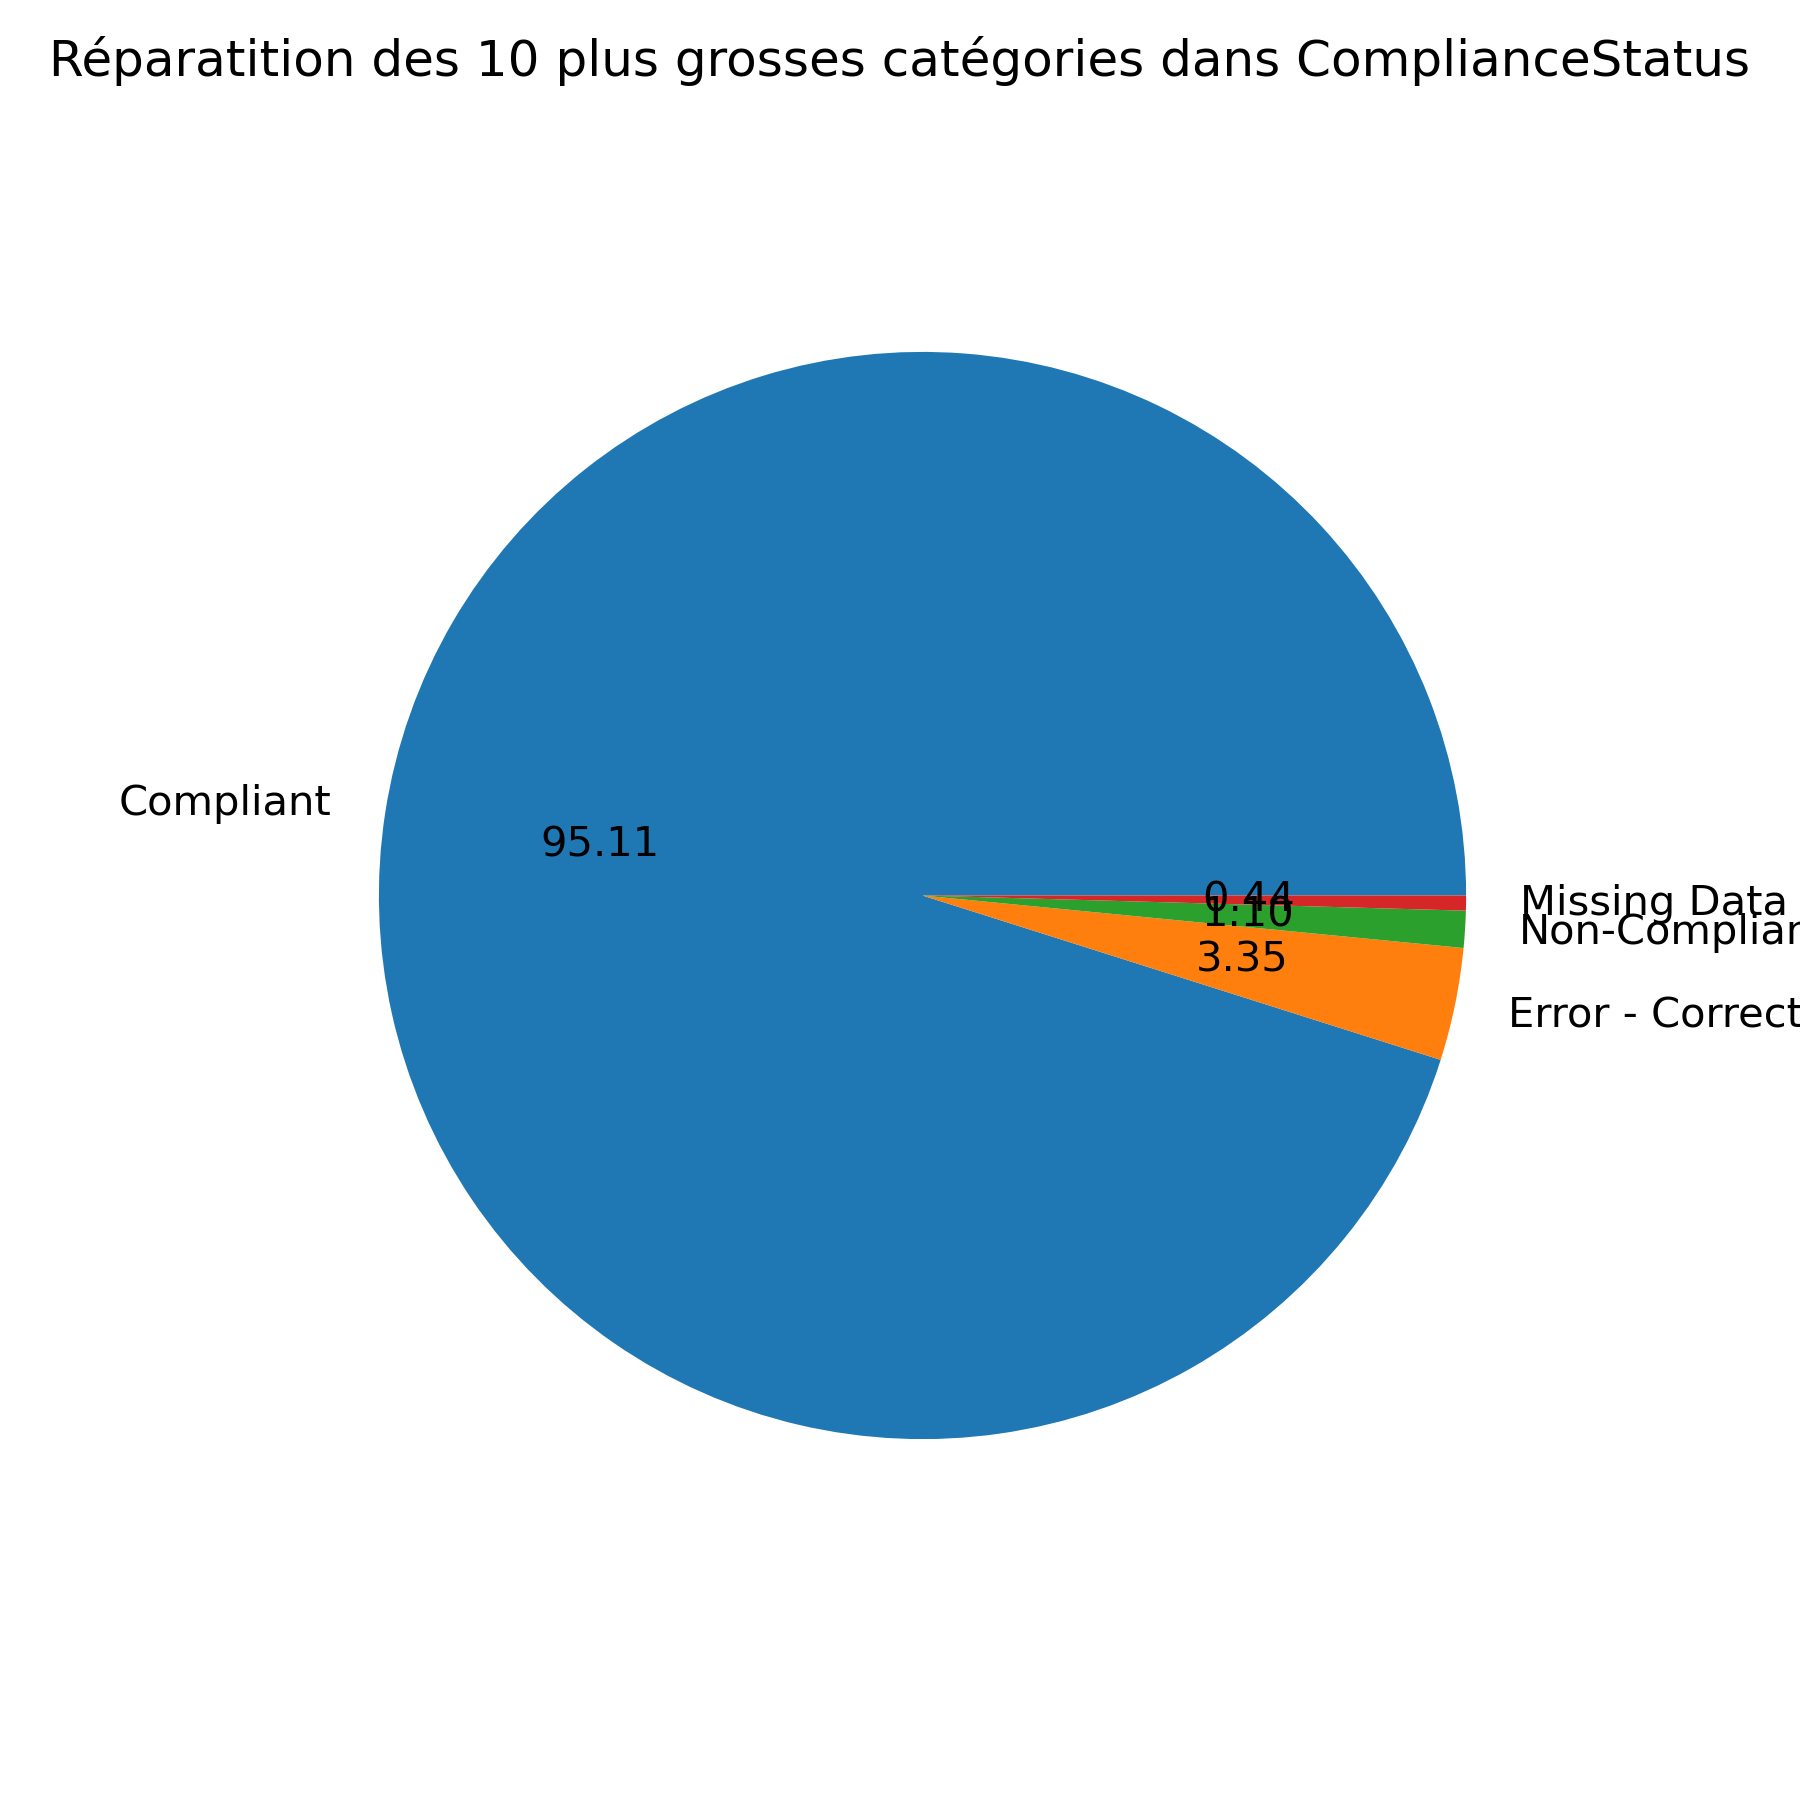 Réparatition des 10 plus grosses catégories dans ComplianceStatus
Compliant
95.11
0.44
Missing Data
1.10
Non-Complian
3.35
Error - Correct